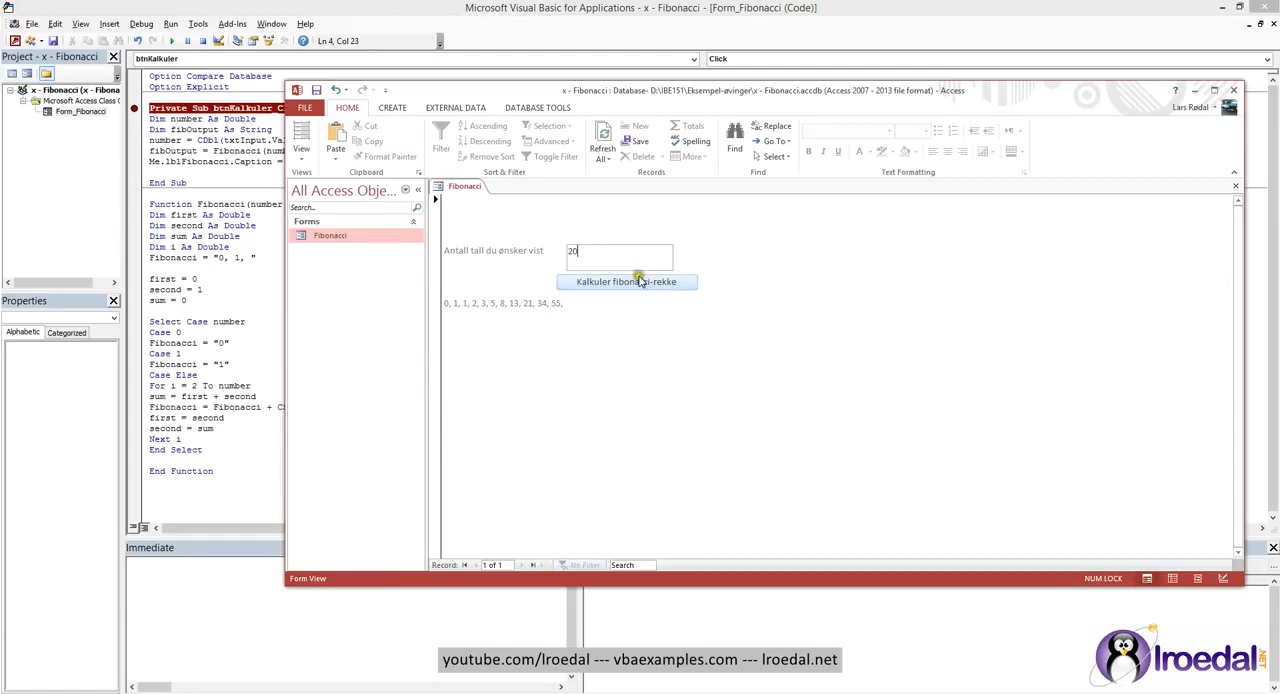 Microsoft Visual Basic for Applications - x - Fibonacci - [Form_Fibonacci (Code)]
File Edit View Insert Format Debug Run Tools Add-Ins Window Help
Ln 4, Col 23
Project - x - Fibonacci
btnKalkuler
Click
x - Fibonacci (x - Fibona
Microsoft Access Class O
Form_Fibonacci
Option Compare Database
Option Explicit
Private Sub btnKalkuler C
Dim number As Double
Dim fibOutput As String
number = CDbl(txtInput.Val
fibOutput = Fibonacci(num
Me.lblFibonacci.Caption =
End Sub
Function Fibonacci(number
Dim first As Double
Dim second As Double
Dim sum As Double
Dim i As Double
Fibonacci = "0, 1, "
first = 0
second = 1
sum = 0
Select Case number
Case 0
Fibonacci = "0"
Case 1
Fibonacci = "1"
Case Else
For i = 2 To number
sum = first + second
Fibonacci = Fibonacci + CS
first = second
second = sum
Next i
End Select
End Function
Properties
Alphabetic Categorized
Immediate
x - Fibonacci : Database- D:\IBE151\Eksempel-øvinger\x - Fibonacci.accdb (Access 2007 - 2013 file format) - Access
FILE HOME CREATE EXTERNAL DATA DATABASE TOOLS
Lars Rødal
View
Views
Paste
Cut
Copy
Format Painter
Clipboard
Filter
Ascending
Descending
Remove Sort
Selection
Advanced
Toggle Filter
Sort & Filter
Refresh
All
New
Save
Delete
Totals
Spelling
More
Records
Find
Replace
Go To
Select
Find
B I U A
Text Formatting
All Access Obje...
Search...
Forms
Fibonacci
Fibonacci
Antall tall du ønsker vist
20
Kalkuler fibonacci-rekke
0, 1, 1, 2, 3, 5, 8, 13, 21, 34, 55,
Record: 1 of 1 No Filter Search
Form View
NUM LOCK
youtube.com/lroedal --- vbaexamples.com --- lroedal.net
lroedal.NET